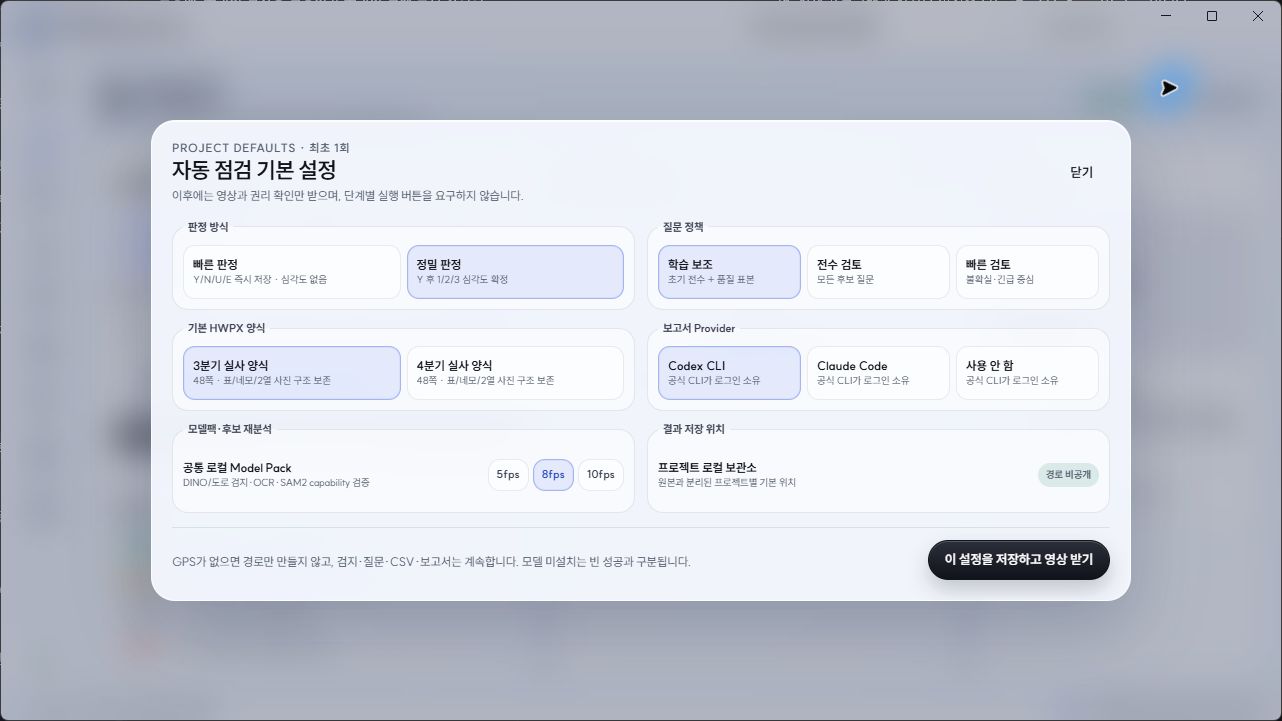 PROJECT DEFAULTS · 최초 1회
자동 점검 기본 설정
이후에는 영상과 권리 확인만 받으며, 단계별 실행 버튼을 요구하지 않습니다.
닫기
판정 방식
빠른 판정
Y/N/U/E 즉시 저장 · 심각도 없음
정밀 판정
Y 후 1/2/3 심각도 확정
질문 정책
학습 보조
초기 전수 + 품질 표본
전수 검토
모든 후보 질문
빠른 검토
불확실·긴급 중심
기본 HWPX 양식
3분기 실사 양식
48쪽 · 표/네모/2열 사진 구조 보존
4분기 실사 양식
48쪽 · 표/네모/2열 사진 구조 보존
보고서 Provider
Codex CLI
공식 CLI가 로그인 소유
Claude Code
공식 CLI가 로그인 소유
사용 안 함
공식 CLI가 로그인 소유
모델팩·후보 재분석
공통 로컬 Model Pack
DINO/도로 검지·OCR·SAM2 capability 검증
5fps
8fps
10fps
결과 저장 위치
프로젝트 로컬 보관소
원본과 분리된 프로젝트별 기본 위치
경로 비공개
GPS가 없으면 경로만 만들지 않고, 검지·질문·CSV·보고서는 계속합니다. 모델 미설치는 빈 성공과 구분됩니다.
이 설정을 저장하고 영상 받기